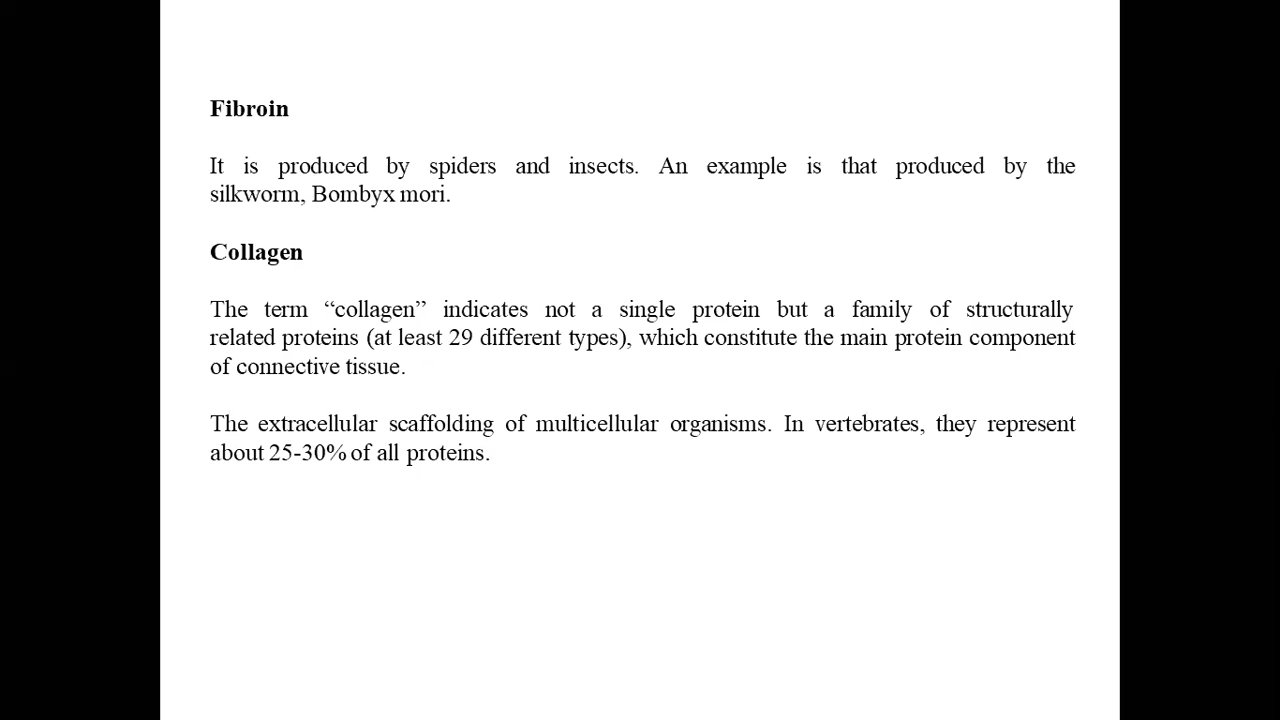 Fibroin
It is produced by spiders and insects. An example is that produced by the
silkworm, Bombyx mori.
Collagen
The term “collagen” indicates not a single protein but a family of structurally
related proteins (at least 29 different types), which constitute the main protein component
of connective tissue.
The extracellular scaffolding of multicellular organisms. In vertebrates, they represent
about 25-30% of all proteins.